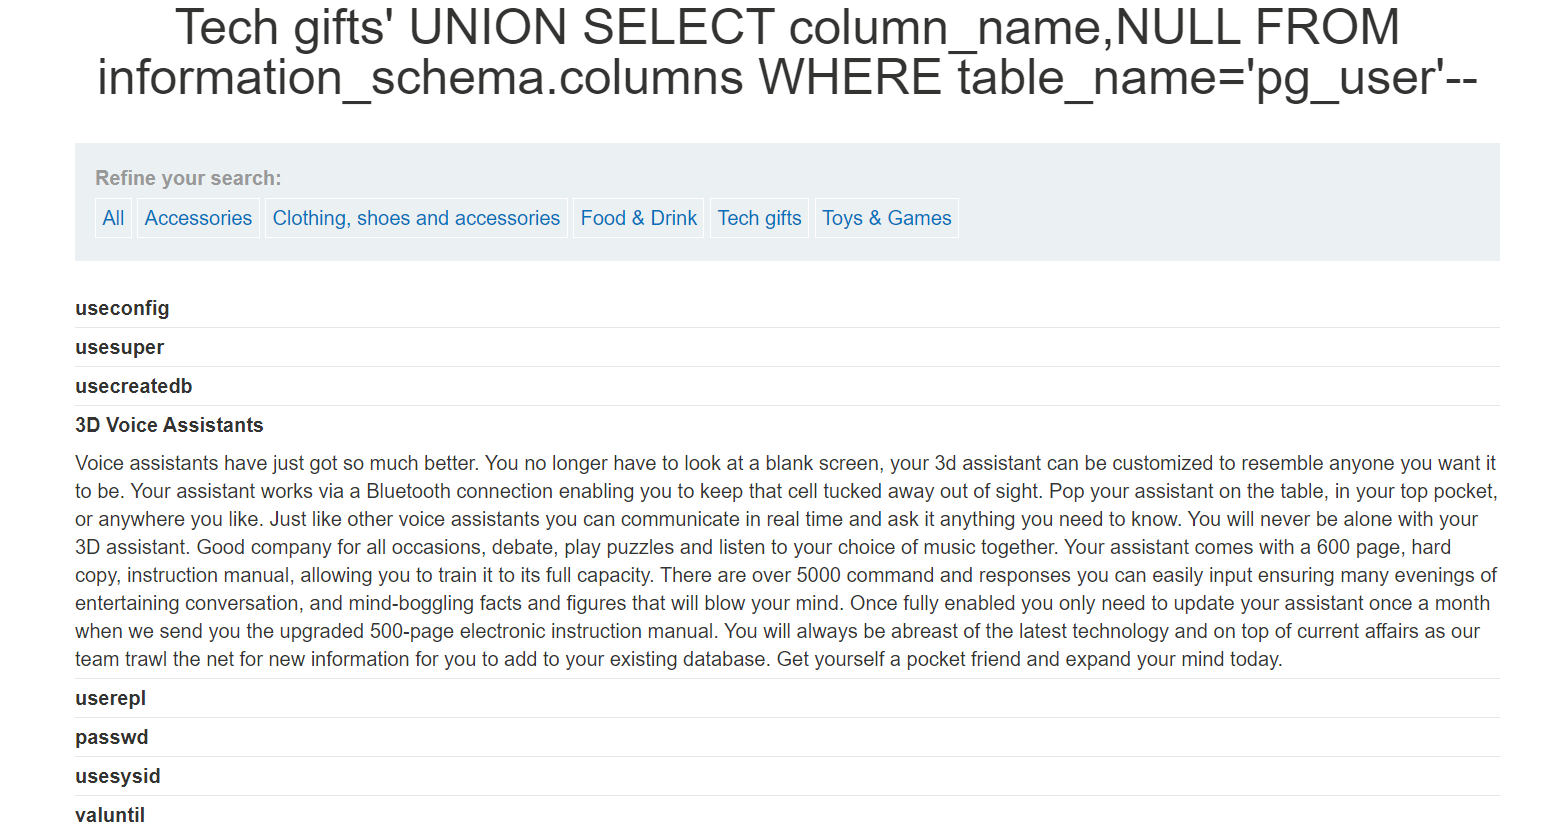 Tech gifts' UNION SELECT column_name,NULL FROM
information_schema.columns WHERE table_name='pg_user'--
Refine your search:
All Accessories Clothing, shoes and accessories Food & Drink Tech gifts Toys & Games
useconfig
usesuper
usecreatedb
3D Voice Assistants
Voice assistants have just got so much better. You no longer have to look at a blank screen, your 3d assistant can be customized to resemble anyone you want it
to be. Your assistant works via a Bluetooth connection enabling you to keep that cell tucked away out of sight. Pop your assistant on the table, in your top pocket,
or anywhere you like. Just like other voice assistants you can communicate in real time and ask it anything you need to know. You will never be alone with your
3D assistant. Good company for all occasions, debate, play puzzles and listen to your choice of music together. Your assistant comes with a 600 page, hard
copy, instruction manual, allowing you to train it to its full capacity. There are over 5000 command and responses you can easily input ensuring many evenings of
entertaining conversation, and mind-boggling facts and figures that will blow your mind. Once fully enabled you only need to update your assistant once a month
when we send you the upgraded 500-page electronic instruction manual. You will always be abreast of the latest technology and on top of current affairs as our
team trawl the net for new information for you to add to your existing database. Get yourself a pocket friend and expand your mind today.
userepl
passwd
usesysid
valuntil